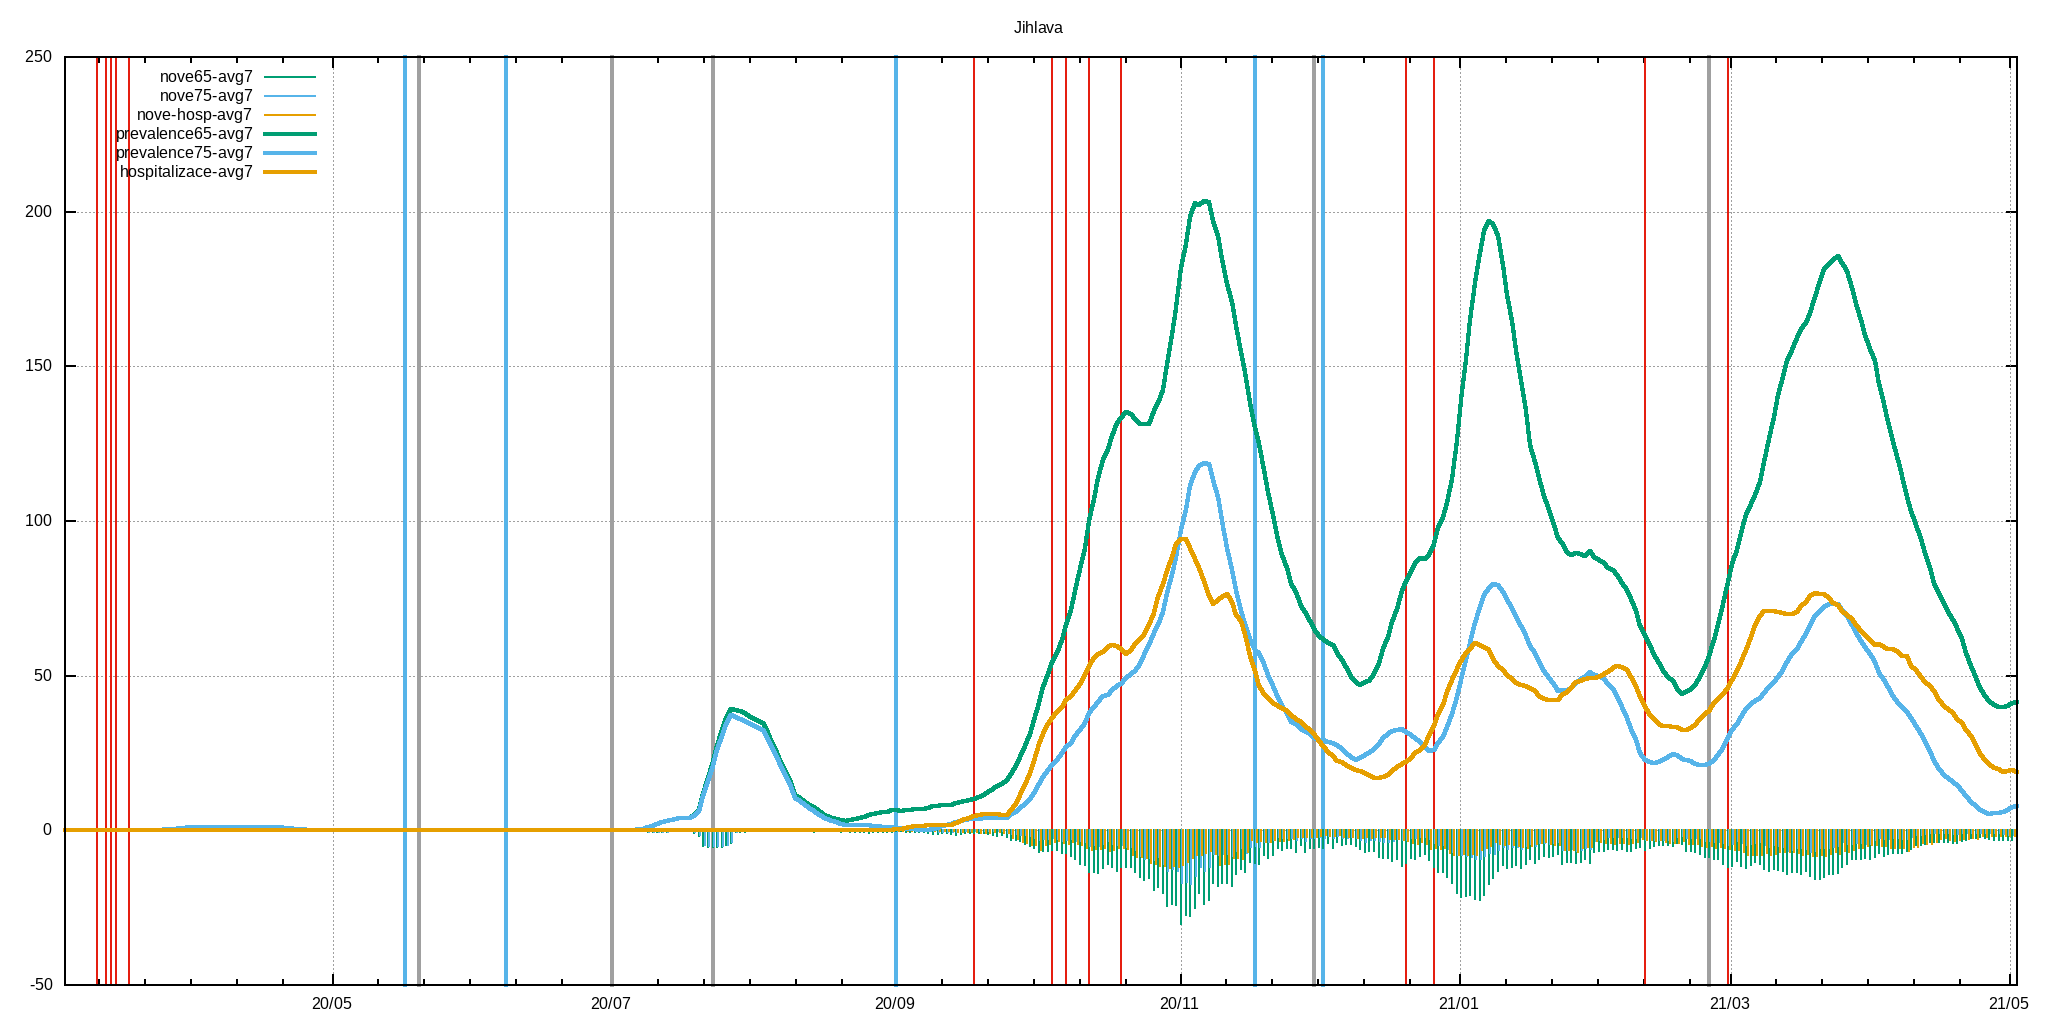 Jihlava
250
nove65-avg7
nove75-avg7
nove-hosp-avg7
prevalence65-avg7
prevalence75-avg7
hospitalizace-avg7
200
150
100
50
0
-50
20/05 20/07 20/09 20/11 21/01 21/03 21/05